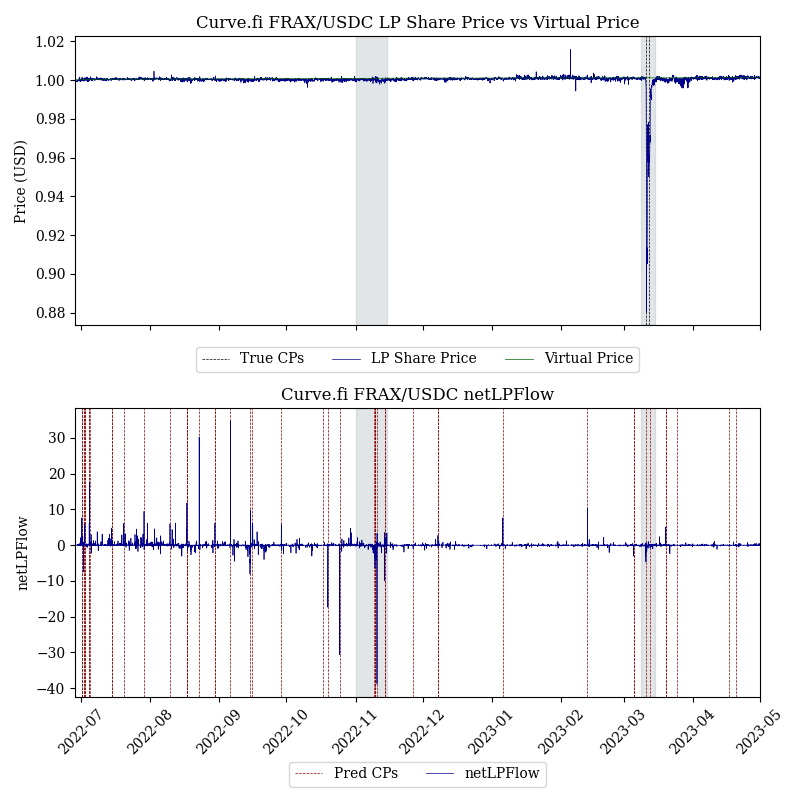 Curve.fi FRAX/USDC LP Share Price vs Virtual Price
1.02
1.00
0.98
0.96
0.94
0.92
0.90
0.88
Price (USD)
True CPs LP Share Price Virtual Price
Curve.fi FRAX/USDC netLPFlow
30
20
10
0
−10
−20
−30
−40
netLPFlow
2022-07 2022-08 2022-09 2022-10 2022-11 2022-12 2023-01 2023-02 2023-03 2023-04 2023-05
Pred CPs netLPFlow